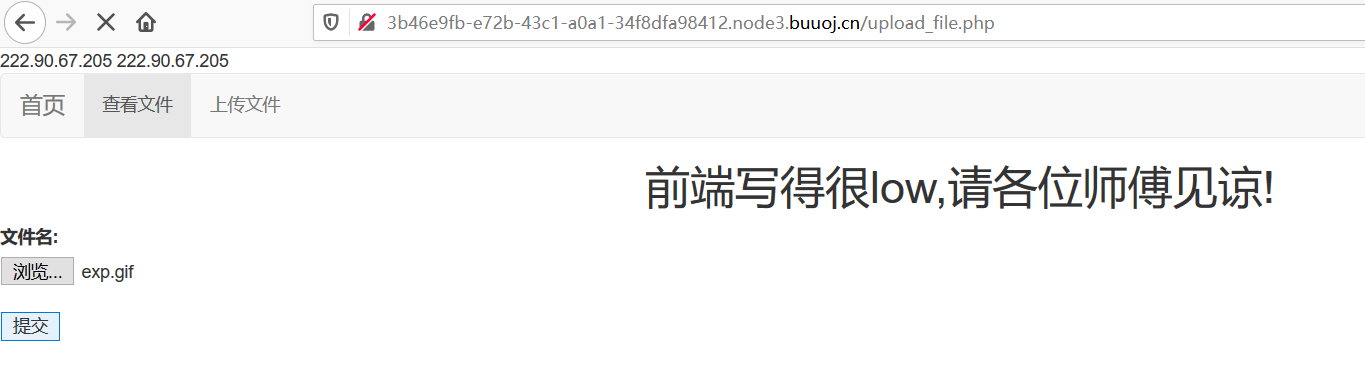 3b46e9fb-e72b-43c1-a0a1-34f8dfa98412.node3.buuoj.cn/upload_file.php
222.90.67.205 222.90.67.205
首页 查看文件 上传文件
前端写得很low,请各位师傅见谅!
文件名:
浏览... exp.gif
提交